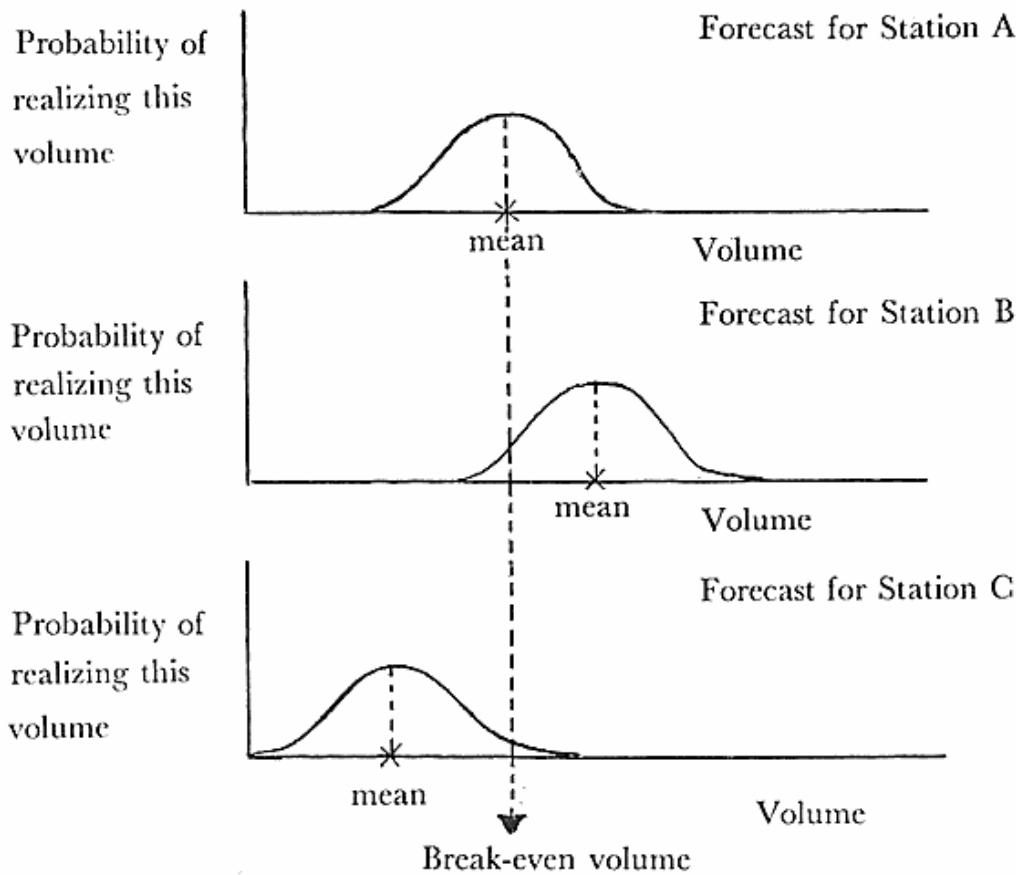 Forecast for Station A
Probability of
realizing this
volume
mean
Volume
Forecast for Station B
Probability of
realizing this
volume
mean
Volume
Forecast for Station C
Probability of
realizing this
volume
mean
Volume
Break-even volume